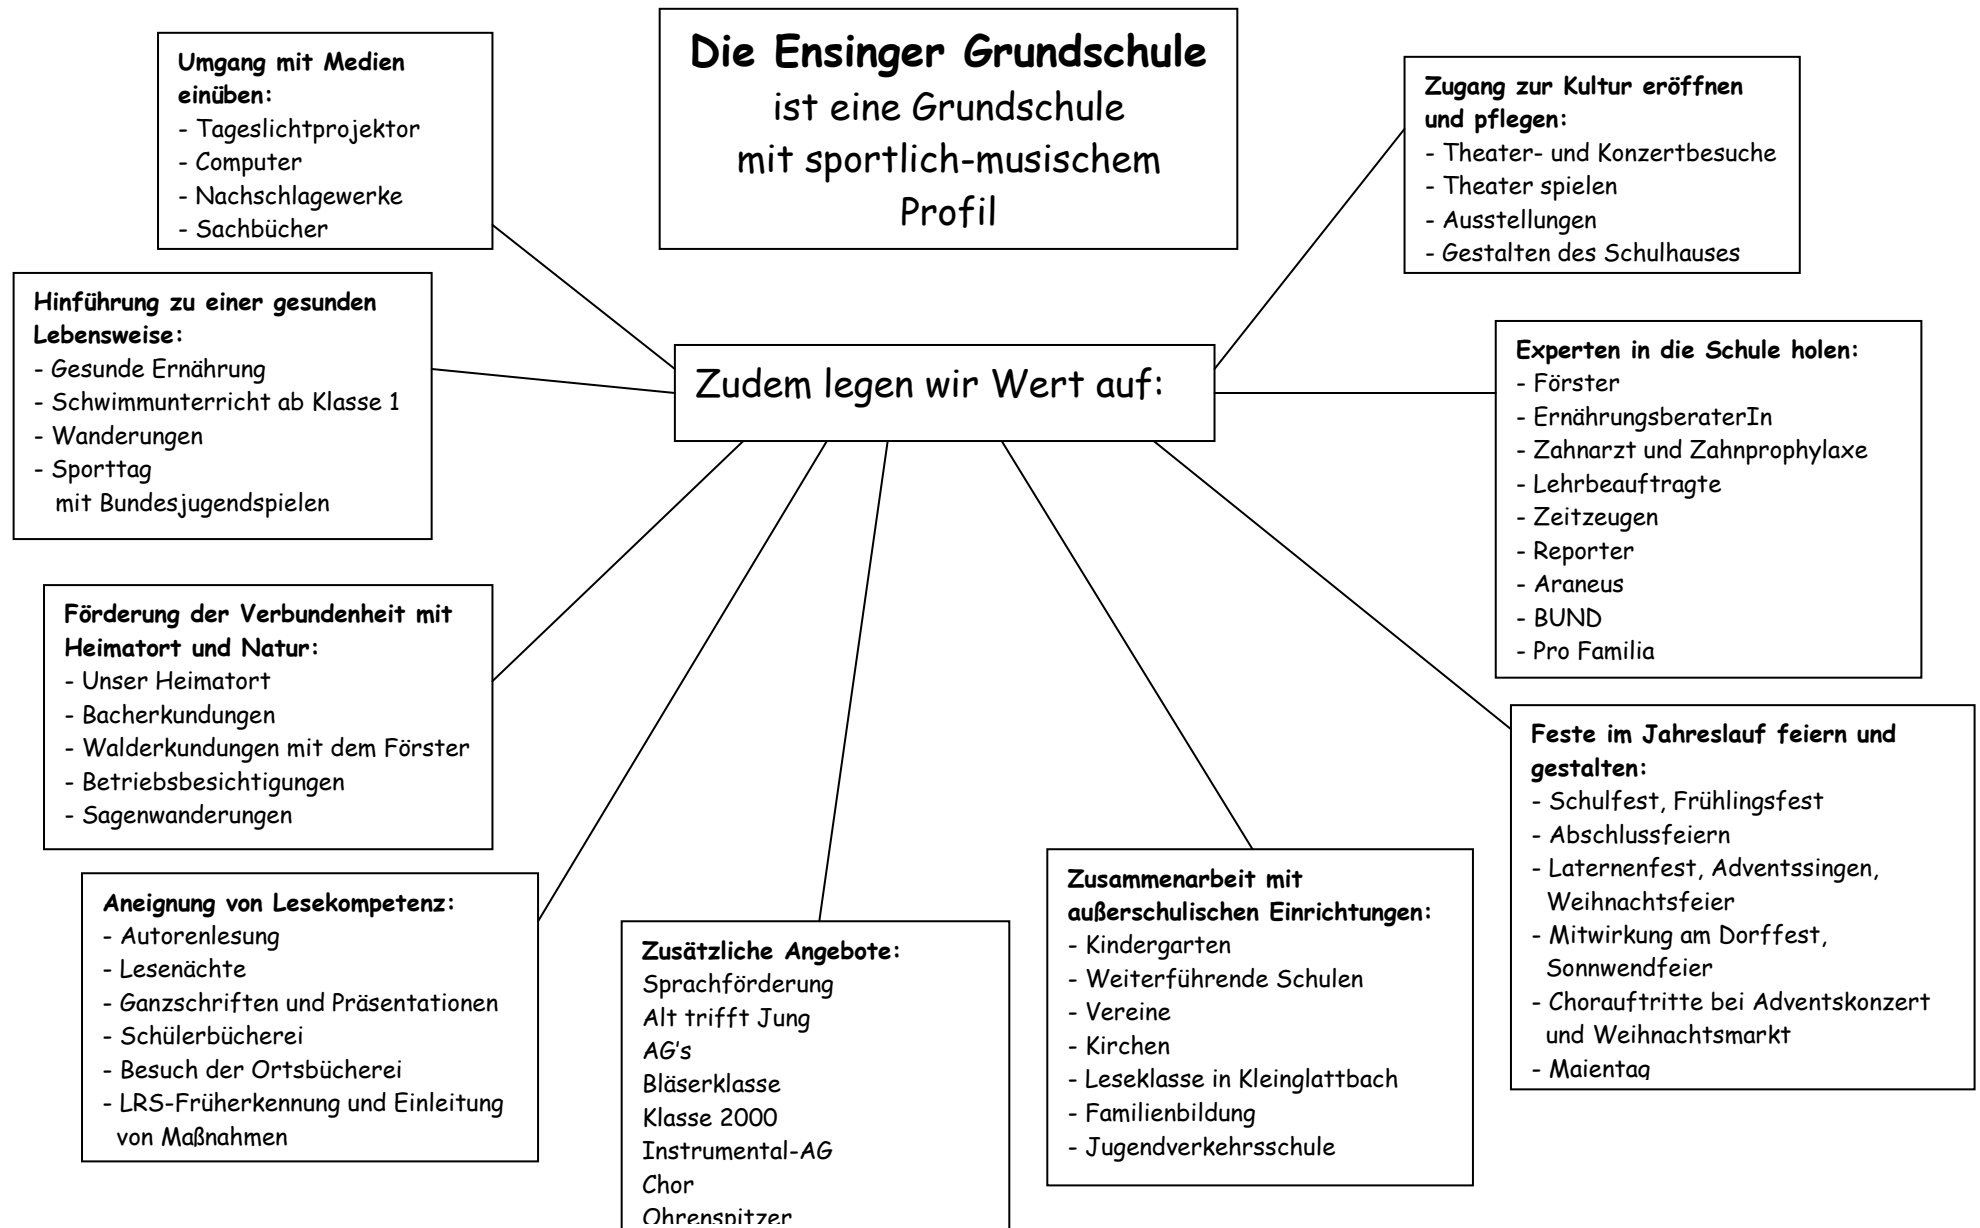 Die Ensinger Grundschule
ist eine Grundschule
mit sportlich-musischem
Profil
Umgang mit Medien
einüben:
- Tageslichtprojektor
- Computer
- Nachschlagewerke
- Sachbücher
Zugang zur Kultur eröffnen
und pflegen:
- Theater- und Konzertbesuche
- Theater spielen
- Ausstellungen
- Gestalten des Schulhauses
Hinführung zu einer gesunden
Lebensweise:
- Gesunde Ernährung
- Schwimmunterricht ab Klasse 1
- Wanderungen
- Sporttag
mit Bundesjugendspielen
Zudem legen wir Wert auf:
Experten in die Schule holen:
- Förster
- ErnährungsberaterIn
- Zahnarzt und Zahnprophylaxe
- Lehrbeauftragte
- Zeitzeugen
- Reporter
- Araneus
- BUND
- Pro Familia
Förderung der Verbundenheit mit
Heimatort und Natur:
- Unser Heimatort
- Bacherkundungen
- Walderkundungen mit dem Förster
- Betriebsbesichtigungen
- Sagenwanderungen
Feste im Jahreslauf feiern und
gestalten:
- Schulfest, Frühlingsfest
- Abschlussfeiern
- Laternenfest, Adventssingen,
Weihnachtsfeier
- Mitwirkung am Dorffest,
Sonnwendfeier
- Chorauftritte bei Adventskonzert
und Weihnachtsmarkt
- Maientag
Aneignung von Lesekompetenz:
- Autorenlesung
- Lesenächte
- Ganzschriften und Präsentationen
- Schülerbücherei
- Besuch der Ortsbücherei
- LRS-Früherkennung und Einleitung
von Maßnahmen
Zusätzliche Angebote:
Sprachförderung
Alt trifft Jung
AG's
Bläserklasse
Klasse 2000
Instrumental-AG
Chor
Ohrenspitzer
Zusammenarbeit mit
außerschulischen Einrichtungen:
- Kindergarten
- Weiterführende Schulen
- Vereine
- Kirchen
- Leseklasse in Kleinglattbach
- Familienbildung
- Jugendverkehrsschule